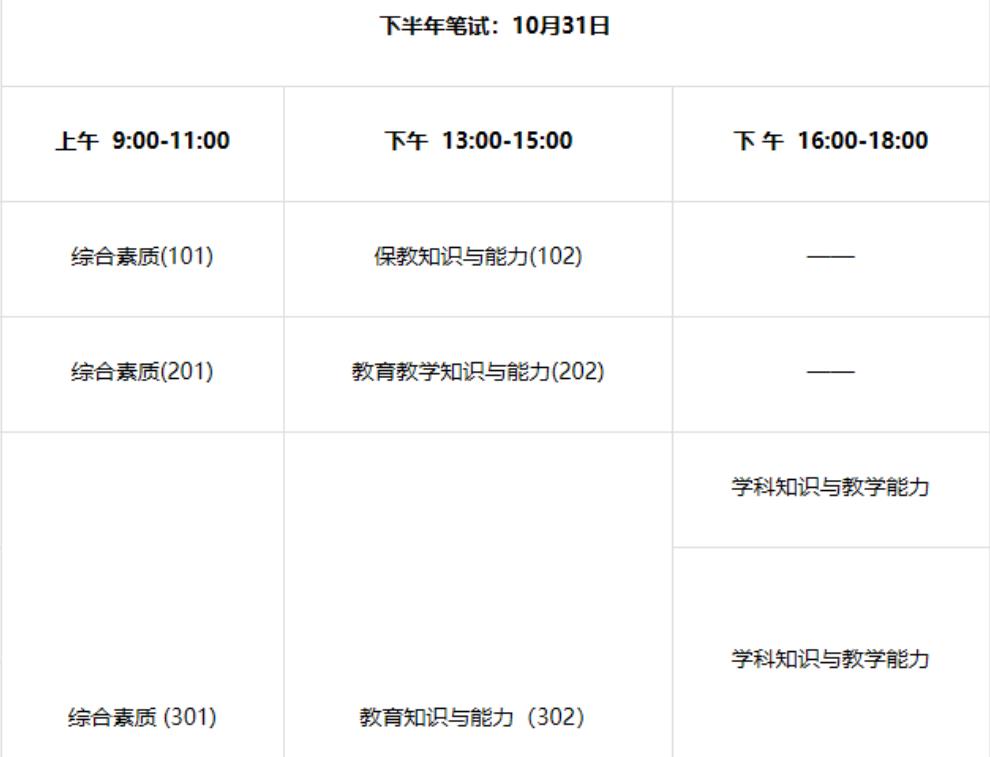 下半年笔试：10月31日
上午 9:00-11:00
下午 13:00-15:00
下 午 16:00-18:00
综合素质(101)
保教知识与能力(102)
——
综合素质(201)
教育教学知识与能力(202)
——
学科知识与教学能力
学科知识与教学能力
综合素质 (301)
教育知识与能力（302）